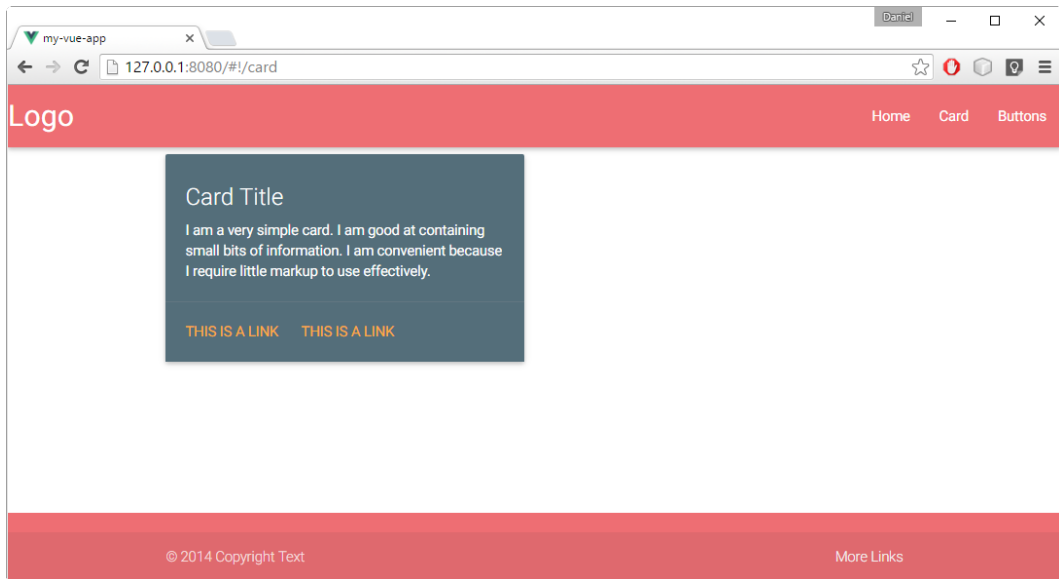 Daniel
my-vue-app
127.0.0.1:8080/#!/card
Logo
Home Card Buttons
Card Title
I am a very simple card. I am good at containing
small bits of information. I am convenient because
I require little markup to use effectively.
THIS IS A LINK THIS IS A LINK
© 2014 Copyright Text More Links